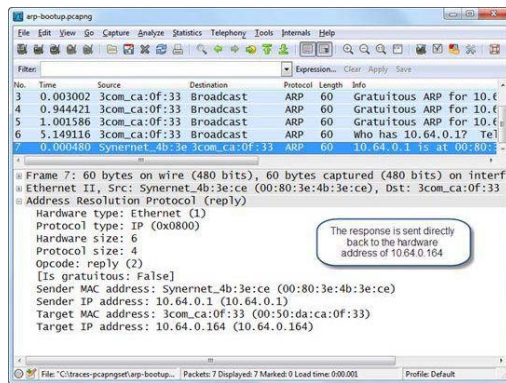 arp-bootup.pcapng
File Edit View Go Capture Analyze Statistics Telephony Tools Internals Help
Filter: Expression... Clear Apply Save
No. Time Source Destination Protocol Length Info
3 0.003002 3com_ca:0f:33 Broadcast ARP 60 Gratuitous ARP for 10.6
4 0.944421 3com_ca:0f:33 Broadcast ARP 60 Gratuitous ARP for 10.6
5 1.001586 3com_ca:0f:33 Broadcast ARP 60 Gratuitous ARP for 10.6
6 5.149116 3com_ca:0f:33 Broadcast ARP 60 Who has 10.64.0.1? Tel
7 0.000480 Synernet_4b:3e 3com_ca:0f:33 ARP 60 10.64.0.1 is at 00:80:3
Frame 7: 60 bytes on wire (480 bits), 60 bytes captured (480 bits) on interf
Ethernet II, Src: Synernet_4b:3e:ce (00:80:3e:4b:3e:ce), Dst: 3com_ca:0f:33
Address Resolution Protocol (reply)
Hardware type: Ethernet (1)
Protocol type: IP (0x0800)
Hardware size: 6
Protocol size: 4
Opcode: reply (2)
[Is gratuitous: False]
Sender MAC address: Synernet_4b:3e:ce (00:80:3e:4b:3e:ce)
Sender IP address: 10.64.0.1 (10.64.0.1)
Target MAC address: 3com_ca:0f:33 (00:50:da:ca:0f:33)
Target IP address: 10.64.0.164 (10.64.0.164)
The response is sent directly
back to the hardware
address of 10.64.0.164
File: "C:\traces-pcapngset\arp-bootup... Packets: 7 Displayed: 7 Marked: 0 Load time: 0:00.001 Profile: Default